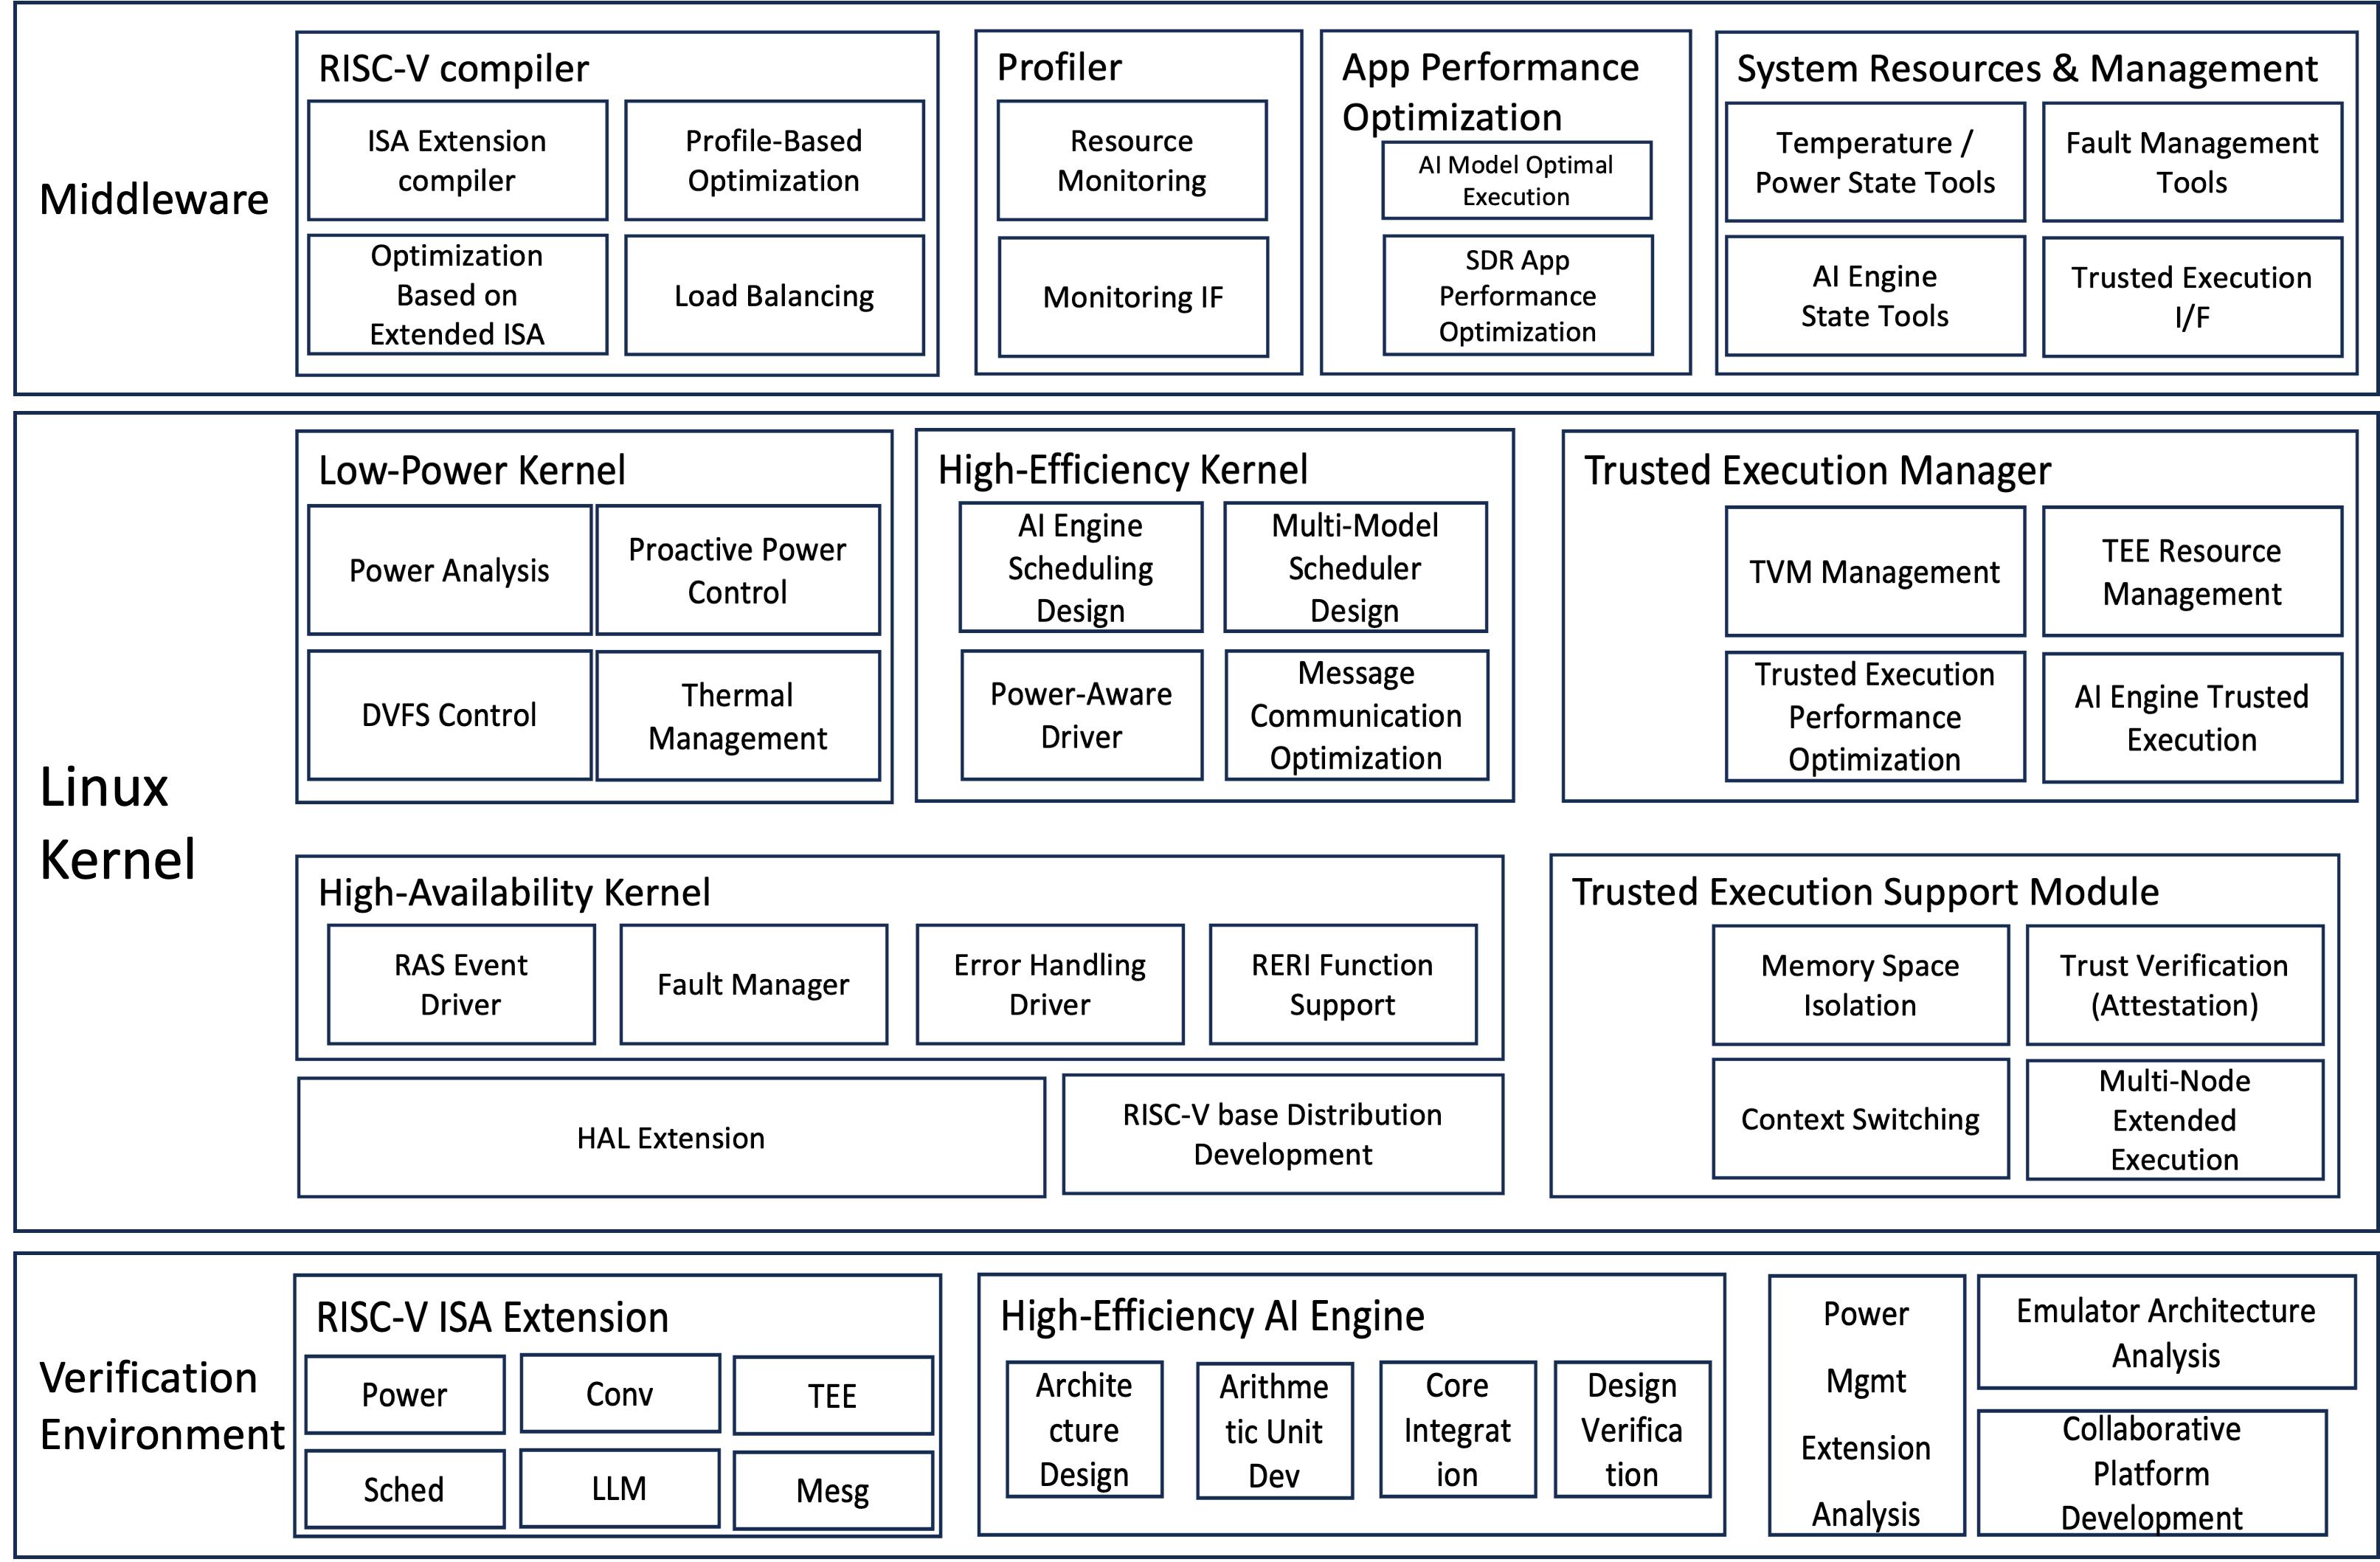 Middleware
RISC-V compiler
ISA Extension
compiler
Profile-Based
Optimization
Optimization
Based on
Extended ISA
Load Balancing
Profiler
Resource
Monitoring
Monitoring IF
App Performance
Optimization
AI Model Optimal
Execution
SDR App
Performance
Optimization
System Resources & Management
Temperature /
Power State Tools
Fault Management
Tools
AI Engine
State Tools
Trusted Execution
I/F
Linux
Kernel
Low-Power Kernel
Power Analysis
Proactive Power
Control
DVFS Control
Thermal
Management
High-Efficiency Kernel
AI Engine
Scheduling
Design
Multi-Model
Scheduler
Design
Power-Aware
Driver
Message
Communication
Optimization
Trusted Execution Manager
TVM Management
TEE Resource
Management
Trusted Execution
Performance
Optimization
AI Engine Trusted
Execution
High-Availability Kernel
RAS Event
Driver
Fault Manager
Error Handling
Driver
RERI Function
Support
HAL Extension
RISC-V base Distribution
Development
Trusted Execution Support Module
Memory Space
Isolation
Trust Verification
(Attestation)
Context Switching
Multi-Node
Extended
Execution
Verification
Environment
RISC-V ISA Extension
Power
Conv
TEE
Sched
LLM
Mesg
High-Efficiency AI Engine
Archite
cture
Design
Arithme
tic Unit
Dev
Core
Integrat
ion
Design
Verifica
tion
Power
Mgmt
Extension
Analysis
Emulator Architecture
Analysis
Collaborative
Platform
Development